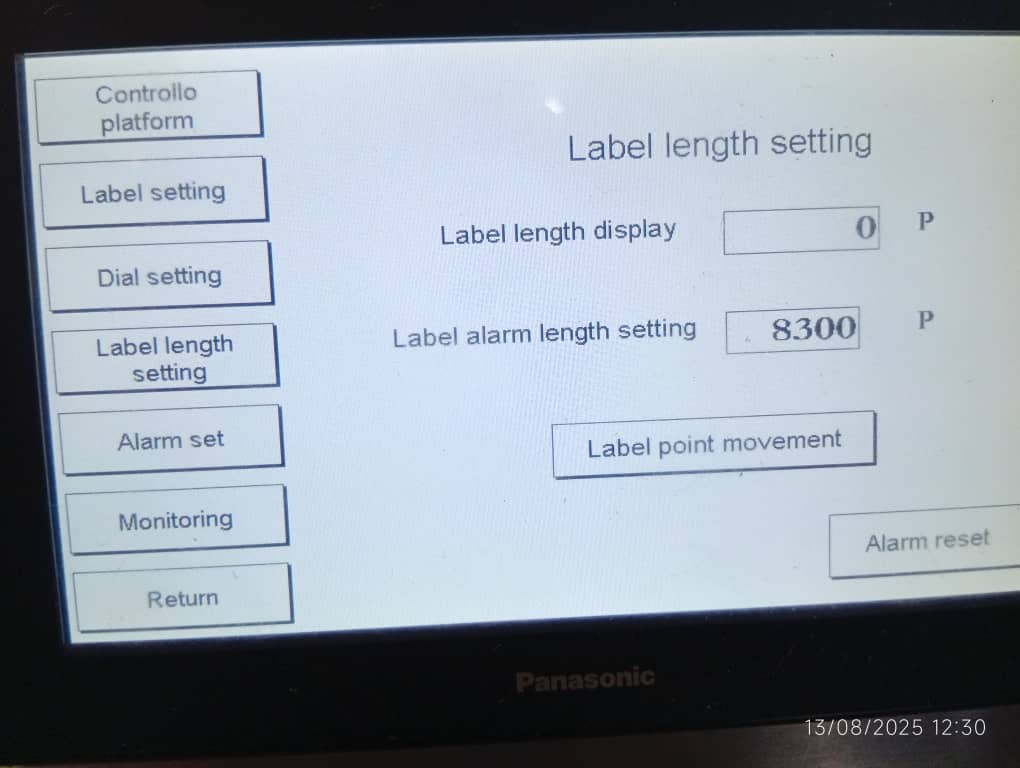 Controllo
platform
Label setting
Dial setting
Label length
setting
Alarm set
Monitoring
Return
Label length setting
Label length display 0 P
Label alarm length setting 8300 P
Label point movement
Alarm reset
Panasonic
13/08/2025 12:30